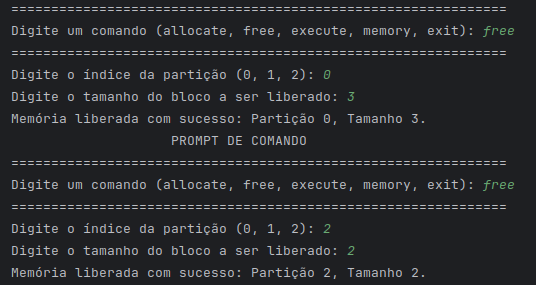 ==============================================================
Digite um comando (allocate, free, execute, memory, exit): free
==============================================================
Digite o índice da partição (0, 1, 2): 0
Digite o tamanho do bloco a ser liberado: 3
Memória liberada com sucesso: Partição 0, Tamanho 3.
PROMPT DE COMANDO
==============================================================
Digite um comando (allocate, free, execute, memory, exit): free
==============================================================
Digite o índice da partição (0, 1, 2): 2
Digite o tamanho do bloco a ser liberado: 2
Memória liberada com sucesso: Partição 2, Tamanho 2.